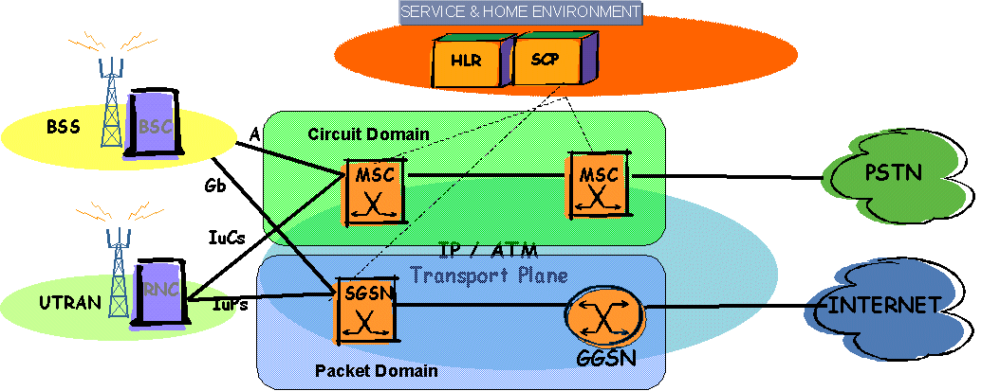 SERVICE & HOME ENVIRONMENT
HLR
SCP
BSS
BSC
A
Circuit Domain
MSC
MSC
PSTN
Gb
IuCs
IP / ATM
Transport Plane
UTRAN
RNC
IuPs
SGSN
INTERNET
GGSN
Packet Domain